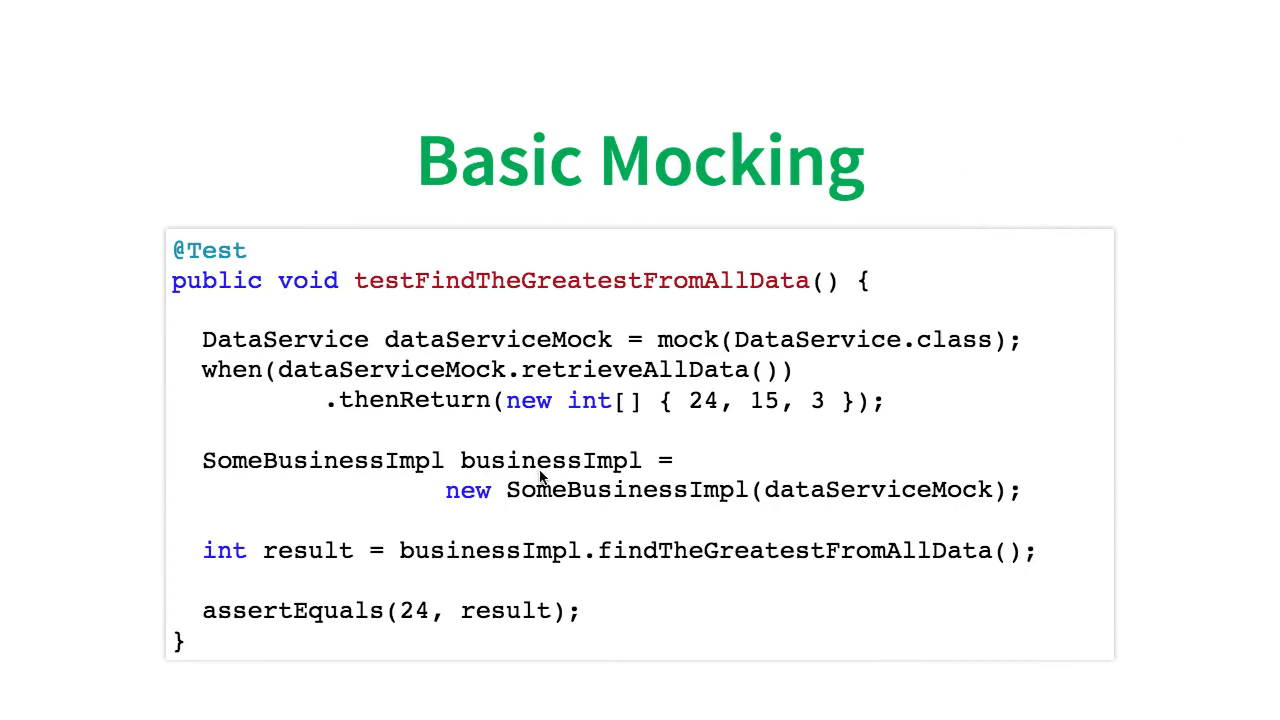 Basic Mocking
@Test
public void testFindTheGreatestFromAllData() {
DataService dataServiceMock = mock(DataService.class);
when(dataServiceMock.retrieveAllData())
.thenReturn(new int[] { 24, 15, 3 });
SomeBusinessImpl businessImpl =
new SomeBusinessImpl(dataServiceMock);
int result = businessImpl.findTheGreatestFromAllData();
assertEquals(24, result);
}